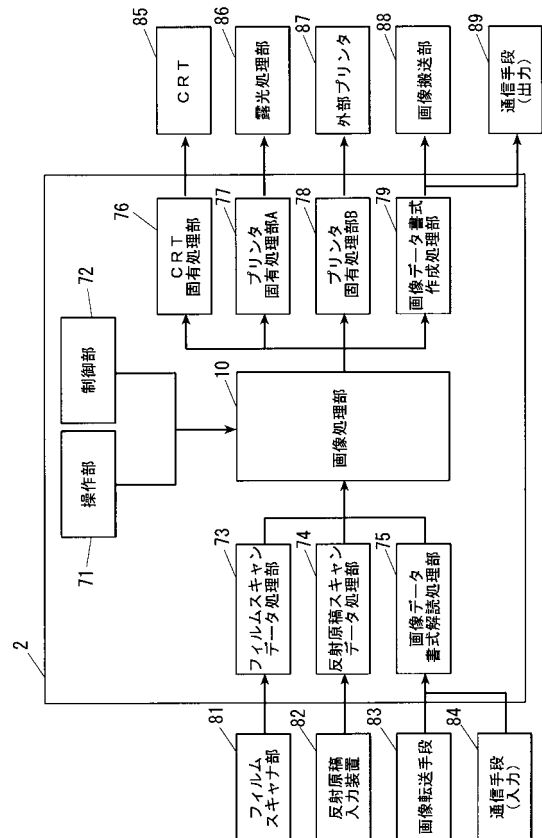 2
71
操作部
72
制御部
81
フィルム
スキャナ部
82
反射原稿
入力装置
83
画像転送手段
84
通信手段
(入力)
73
フィルムスキャン
データ処理部
74
反射原稿スキャン
データ処理部
75
画像データ
書式解読処理部
10
画像処理部
76
CRT
固有処理部
77
プリンタ
固有処理部A
78
プリンタ
固有処理部B
79
画像データ書式
作成処理部
85
CRT
86
露光処理部
87
外部プリンタ
88
画像搬送部
89
通信手段
(出力)